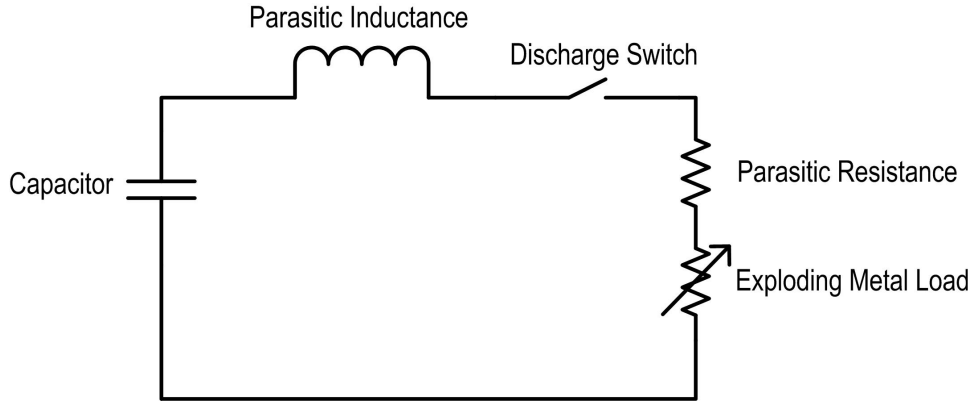 Parasitic Inductance
Discharge Switch
Capacitor
Parasitic Resistance
Exploding Metal Load